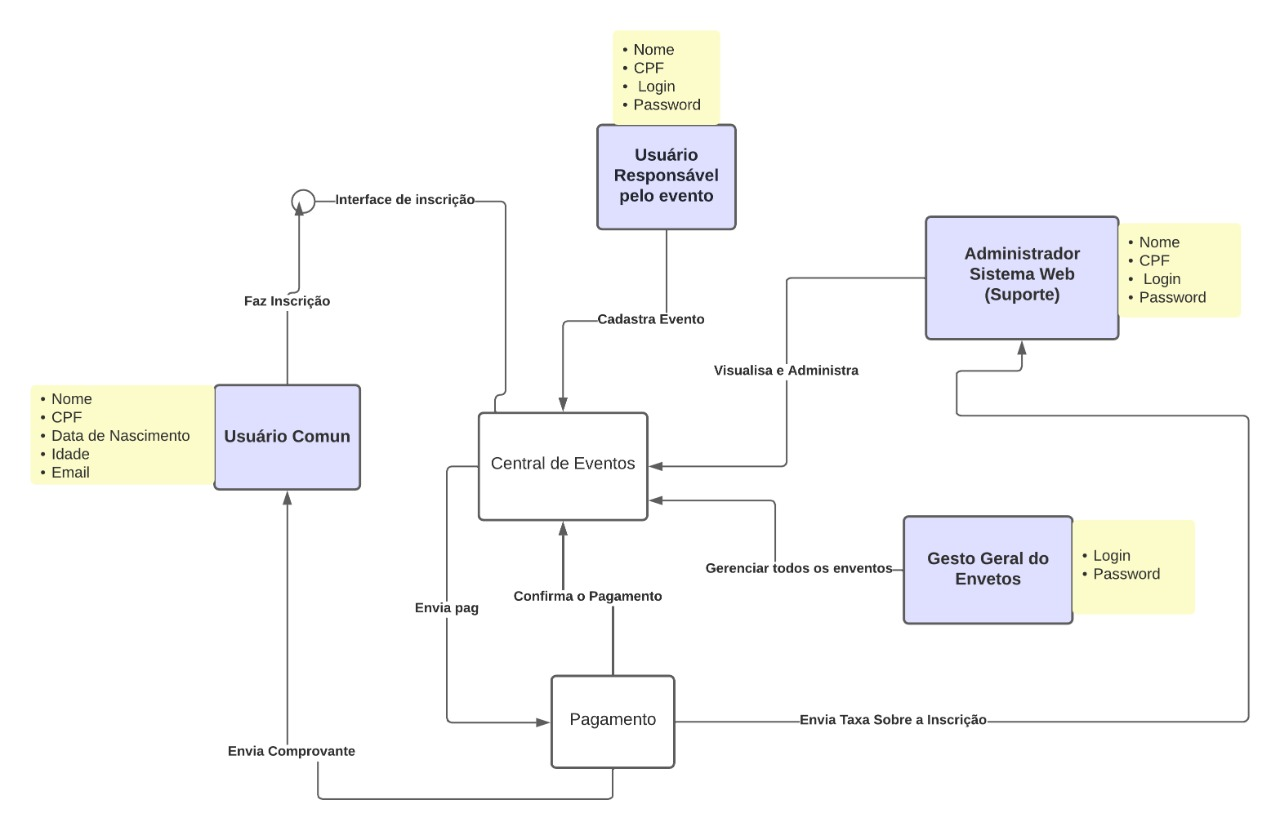 • Nome
• CPF
• Login
• Password
Usuário
Responsável
pelo evento
Interface de inscrição
Administrador
Sistema Web
(Suporte)
• Nome
• CPF
• Login
• Password
Faz Inscrição
Cadastra Evento
Visualisa e Administra
• Nome
• CPF
• Data de Nascimento
• Idade
• Email
Usuário Comun
Central de Eventos
Gesto Geral do
Envetos
• Login
• Password
Gerenciar todos os enventos
Confirma o Pagamento
Envia pag
Pagamento
Envia Taxa Sobre a Inscrição
Envia Comprovante